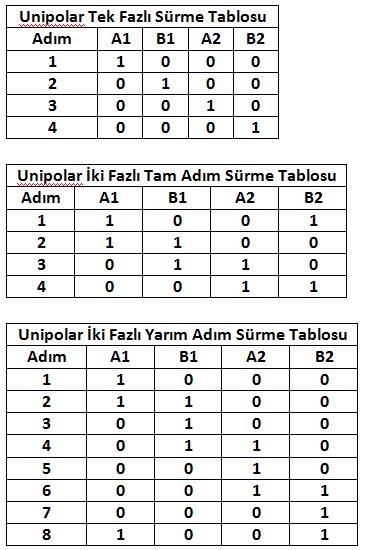 Unipolar Tek Fazlı Sürme Tablosu
Adım A1 B1 A2 B2
1 1 0 0 0
2 0 1 0 0
3 0 0 1 0
4 0 0 0 1
Unipolar İki Fazlı Tam Adım Sürme Tablosu
Adım A1 B1 A2 B2
1 1 0 0 1
2 1 1 0 0
3 0 1 1 0
4 0 0 1 1
Unipolar İki Fazlı Yarım Adım Sürme Tablosu
Adım A1 B1 A2 B2
1 1 0 0 0
2 1 1 0 0
3 0 1 0 0
4 0 1 1 0
5 0 0 1 0
6 0 0 1 1
7 0 0 0 1
8 1 0 0 1